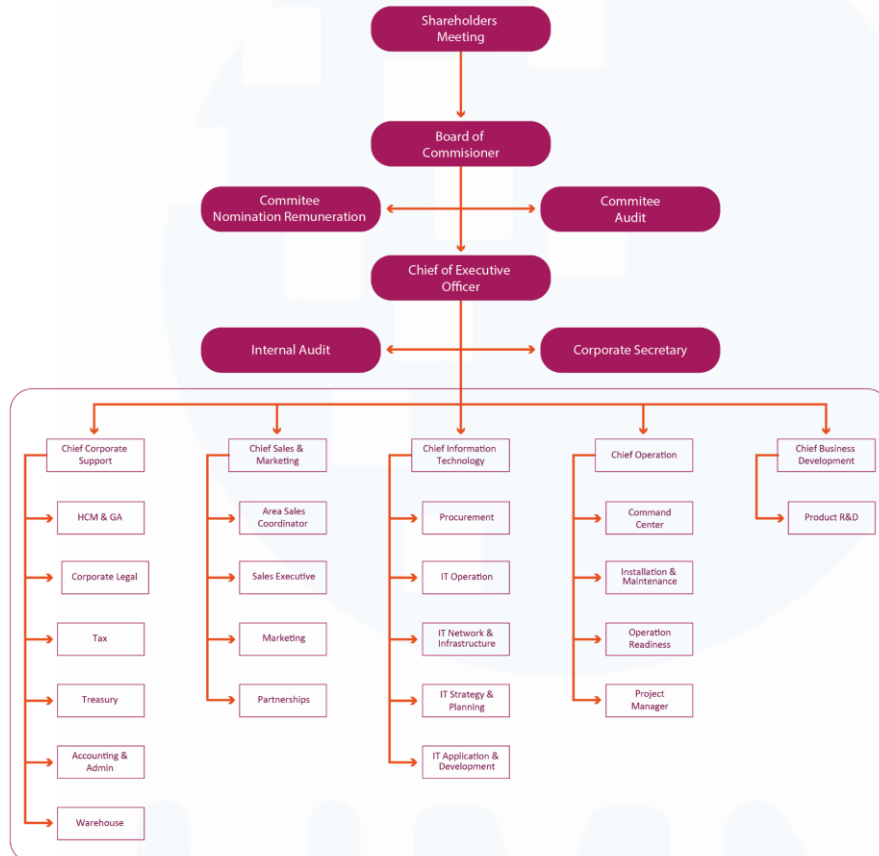 Shareholders
Meeting
Board of
Commisioner
Commitee
Nomination Remuneration
Commitee
Audit
Chief of Executive
Officer
Internal Audit
Corporate Secretary
Chief Corporate
Support
Chief Sales &
Marketing
Chief Information
Technology
Chief Operation
Chief Business
Development
HCM & GA
Area Sales
Coordinator
Procurement
Command
Center
Product R&D
Corporate Legal
Sales Executive
IT Operation
Installation &
Maintenance
Tax
Marketing
IT Network &
Infrastructure
Operation
Readiness
Treasury
Partnerships
IT Strategy &
Planning
Project
Manager
Accounting &
Admin
IT Application &
Development
Warehouse